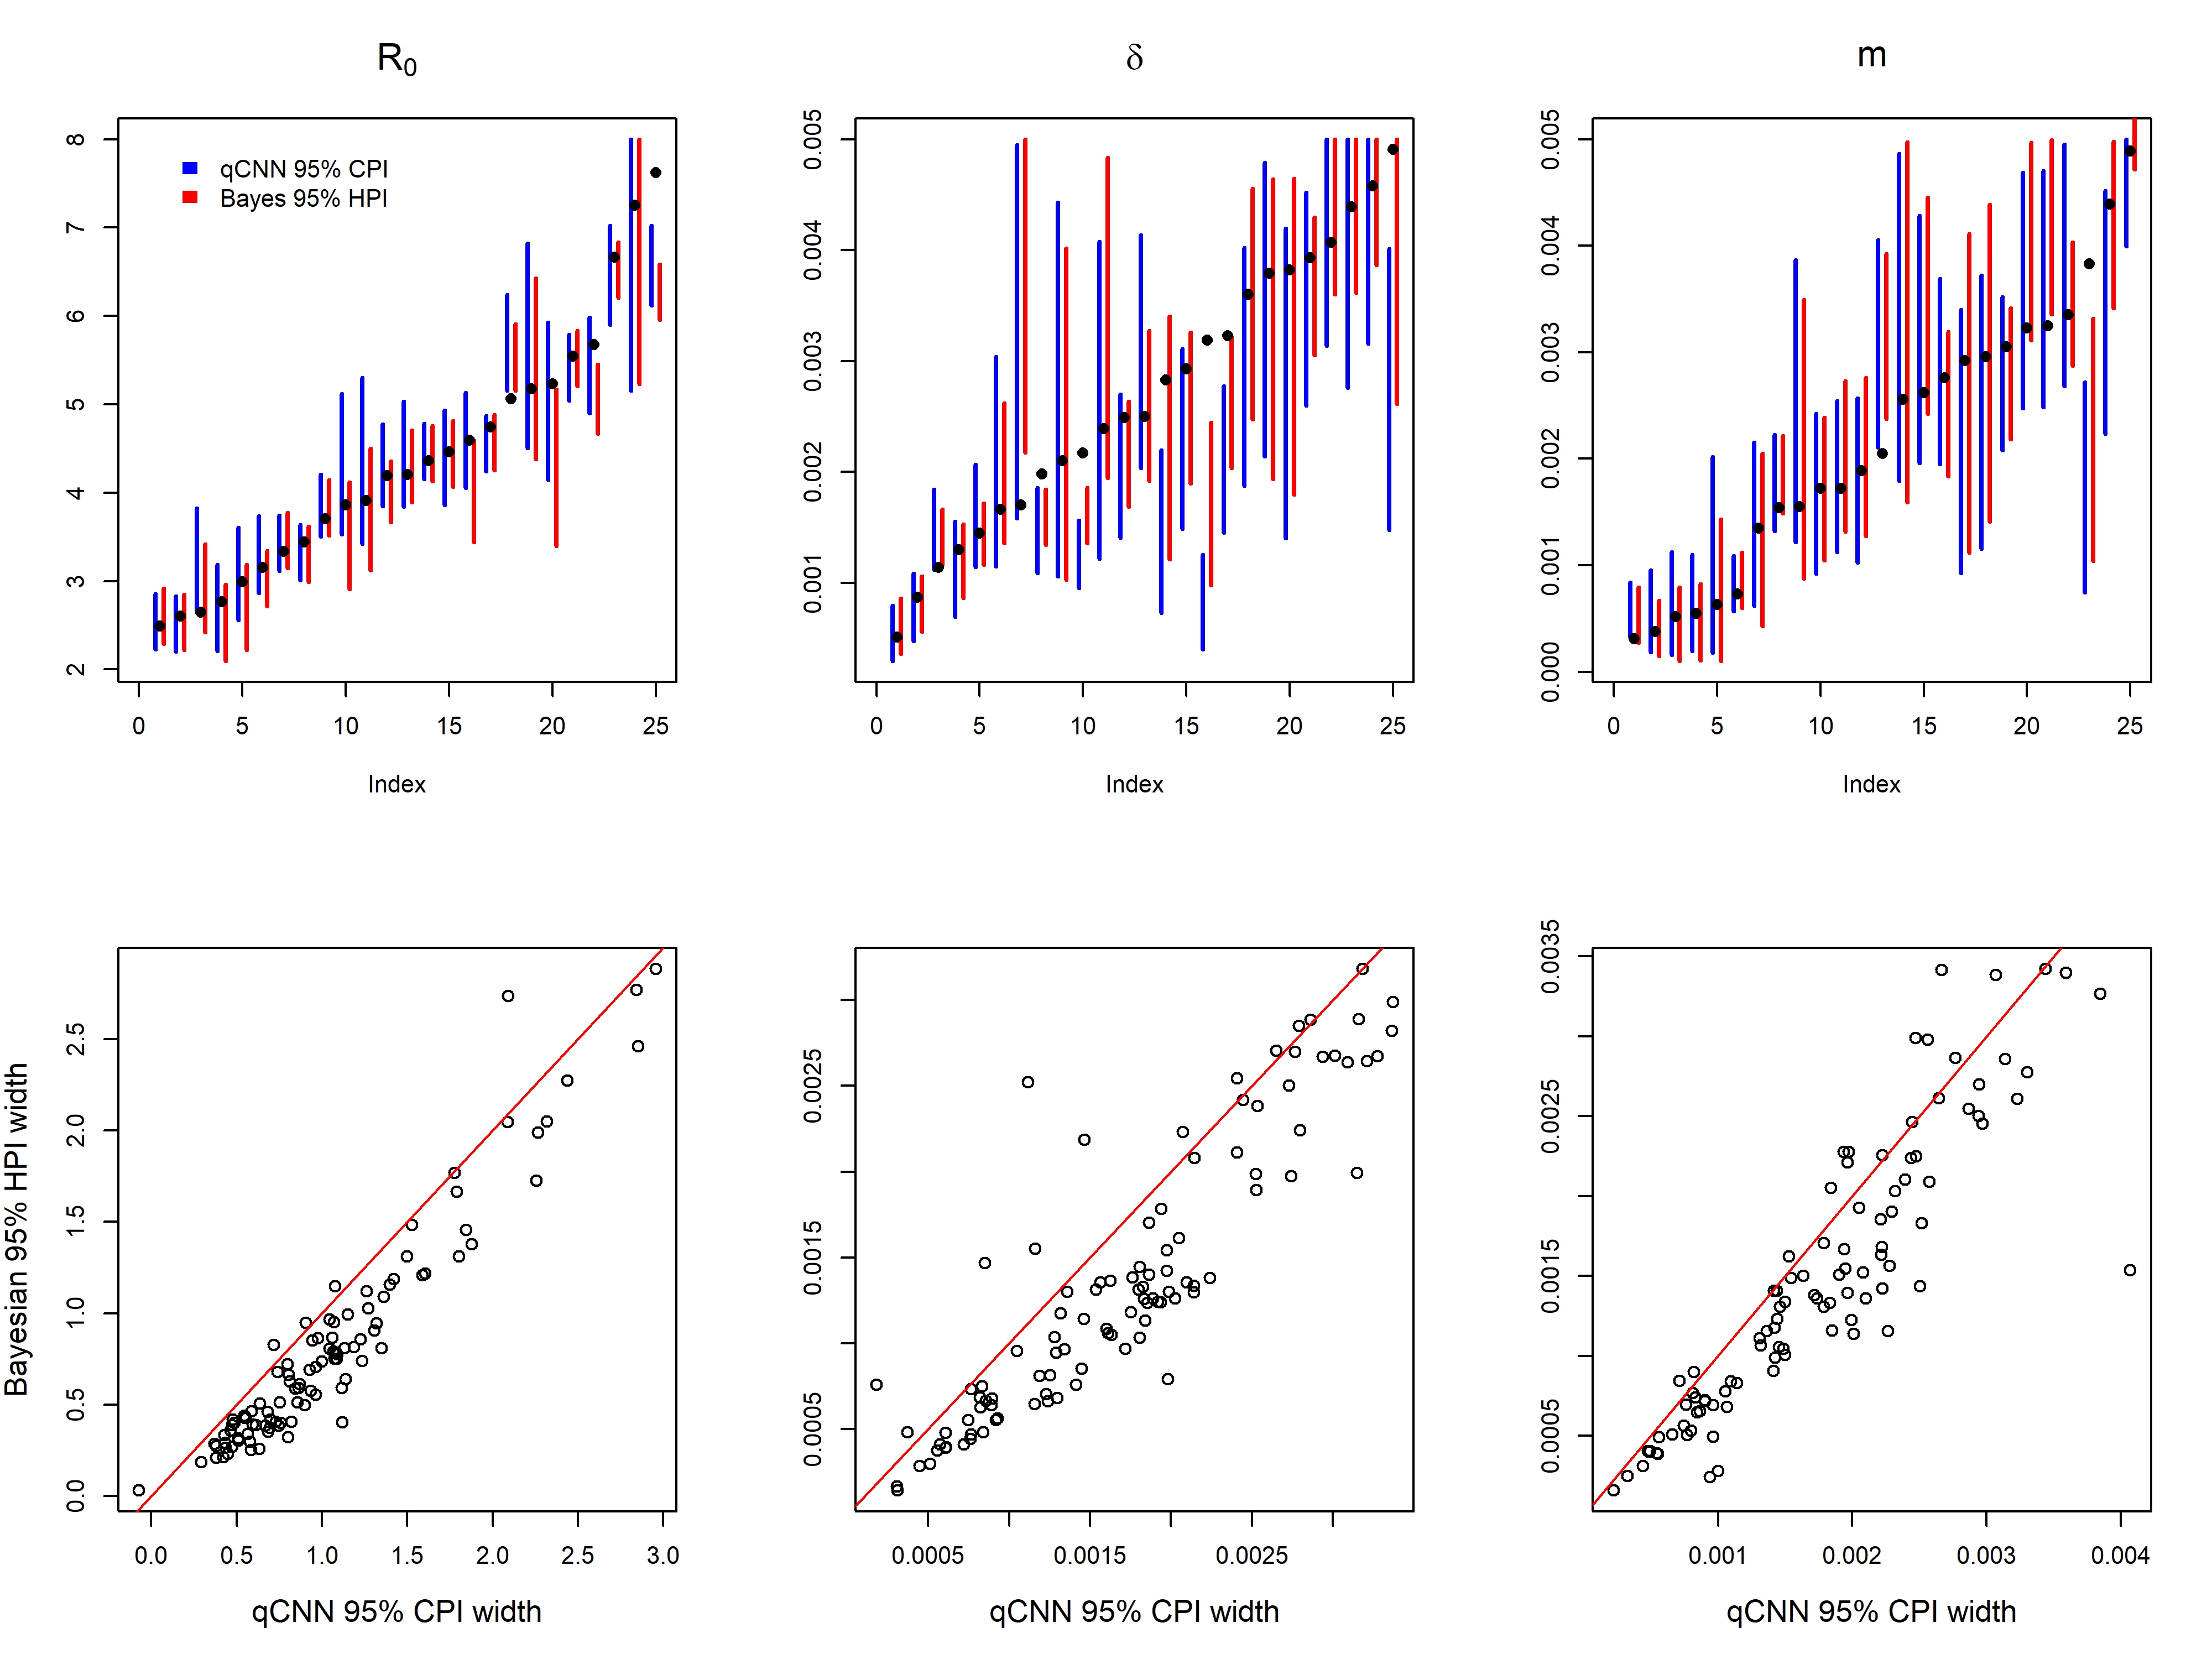 R0 δ m
8
7
6
5
4
3
2
qCNN 95% CPI
Bayes 95% HPI
0 5 10 15 20 25
Index
0.005
0.004
0.003
0.002
0.001
0 5 10 15 20 25
Index
0.005
0.004
0.003
0.002
0.001
0.000
0 5 10 15 20 25
Index
Bayesian 95% HPI width
2.5
2.0
1.5
1.0
0.5
0.0
0.0 0.5 1.0 1.5 2.0 2.5 3.0
qCNN 95% CPI width
0.0025
0.0015
0.0005
0.0005 0.0015 0.0025
qCNN 95% CPI width
0.0035
0.0025
0.0015
0.0005
0.001 0.002 0.003 0.004
qCNN 95% CPI width